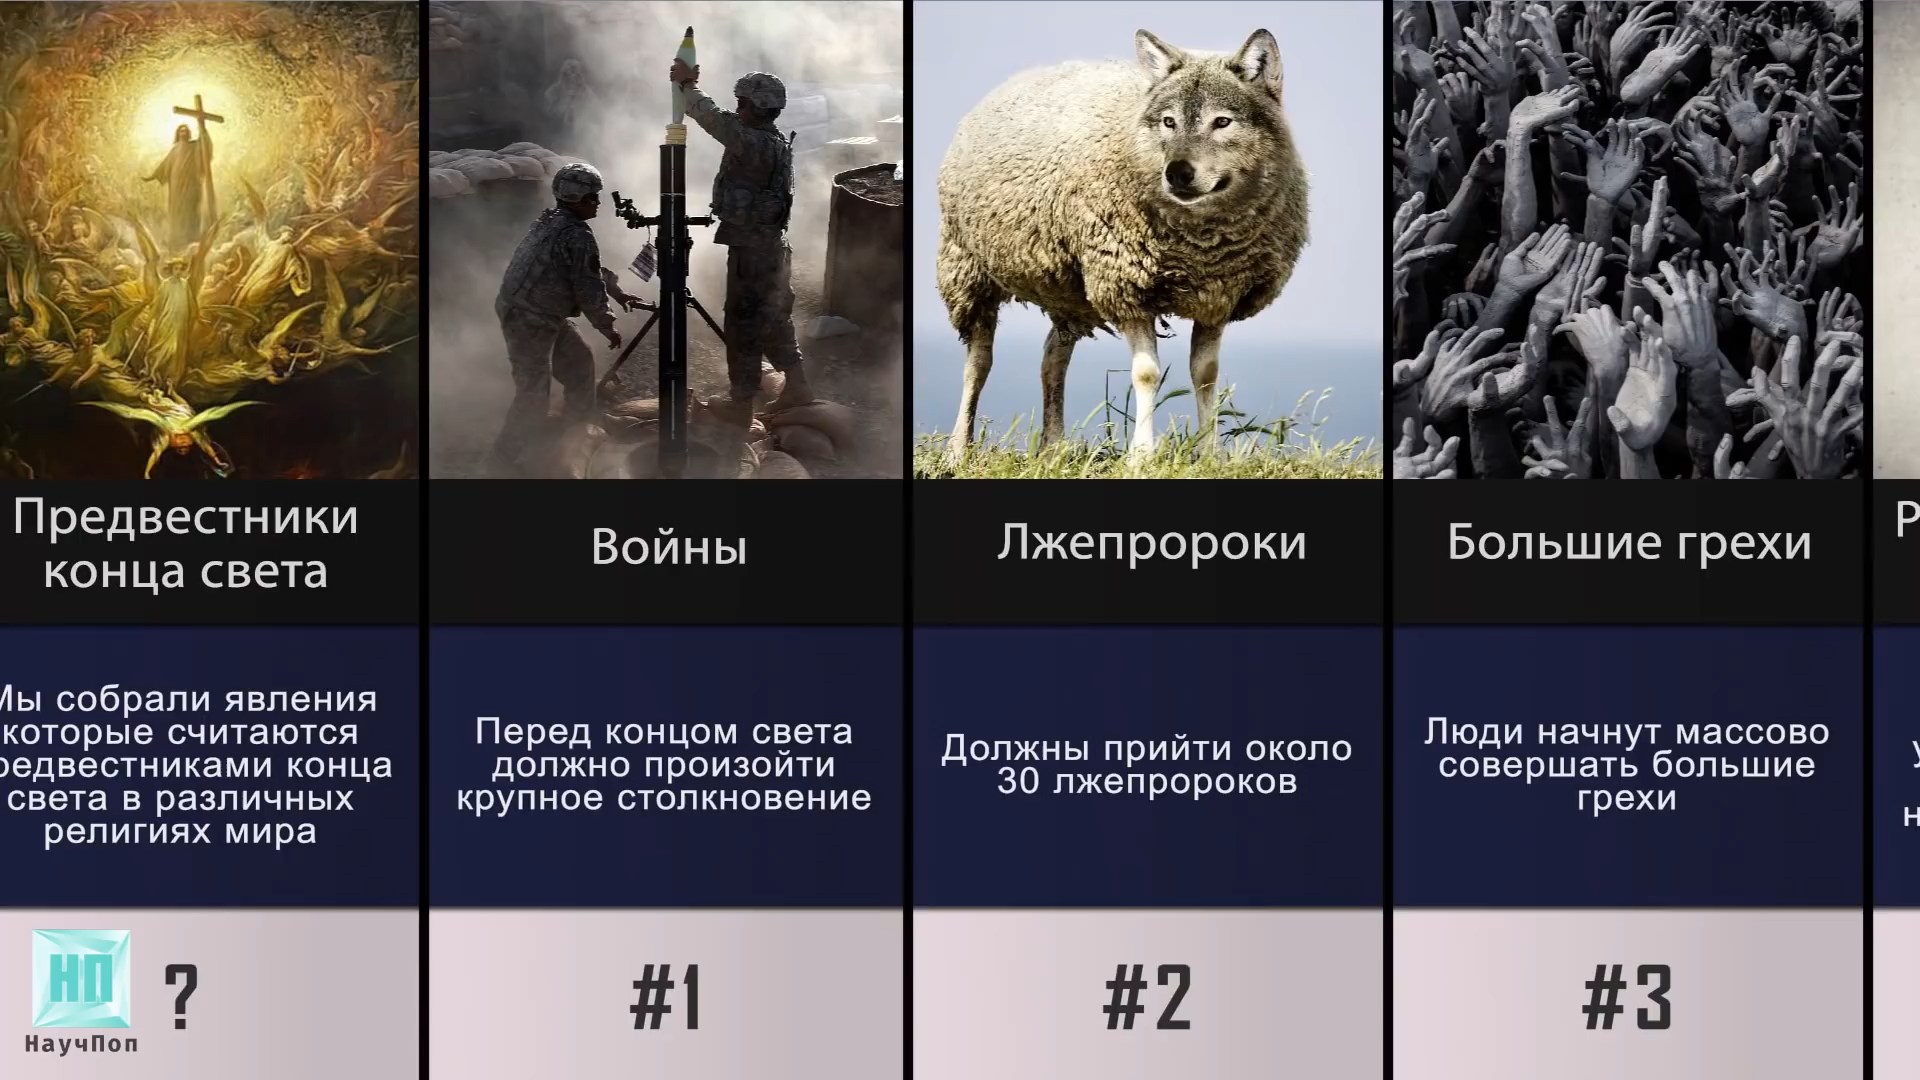 Предвестники
конца света
Мы собрали явления
которые считаются
предвестниками конца
света в различных
религиях мира
?
НП
НаучПоп
Войны
Перед концом света
должно произойти
крупное столкновение
#1
Лжепророки
Должны прийти около
30 лжепророков
#2
Большие грехи
Люди начнут массово
совершать большие
грехи
#3